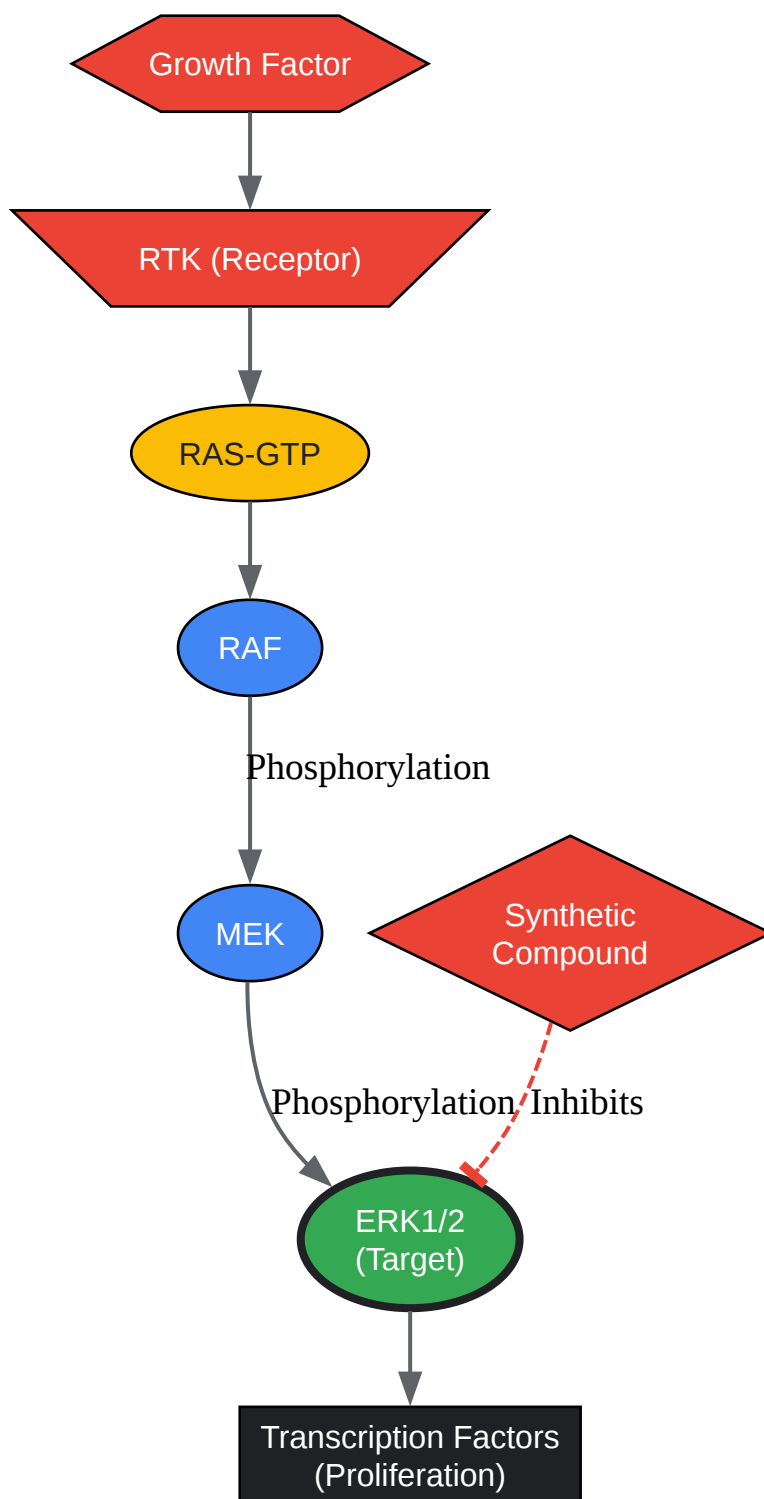 Growth Factor
RTK (Receptor)
RAS-GTP
RAF
Phosphorylation
MEK
Synthetic
Compound
Phosphorylation
Inhibits
ERK1/2
(Target)
Transcription Factors
(Proliferation)